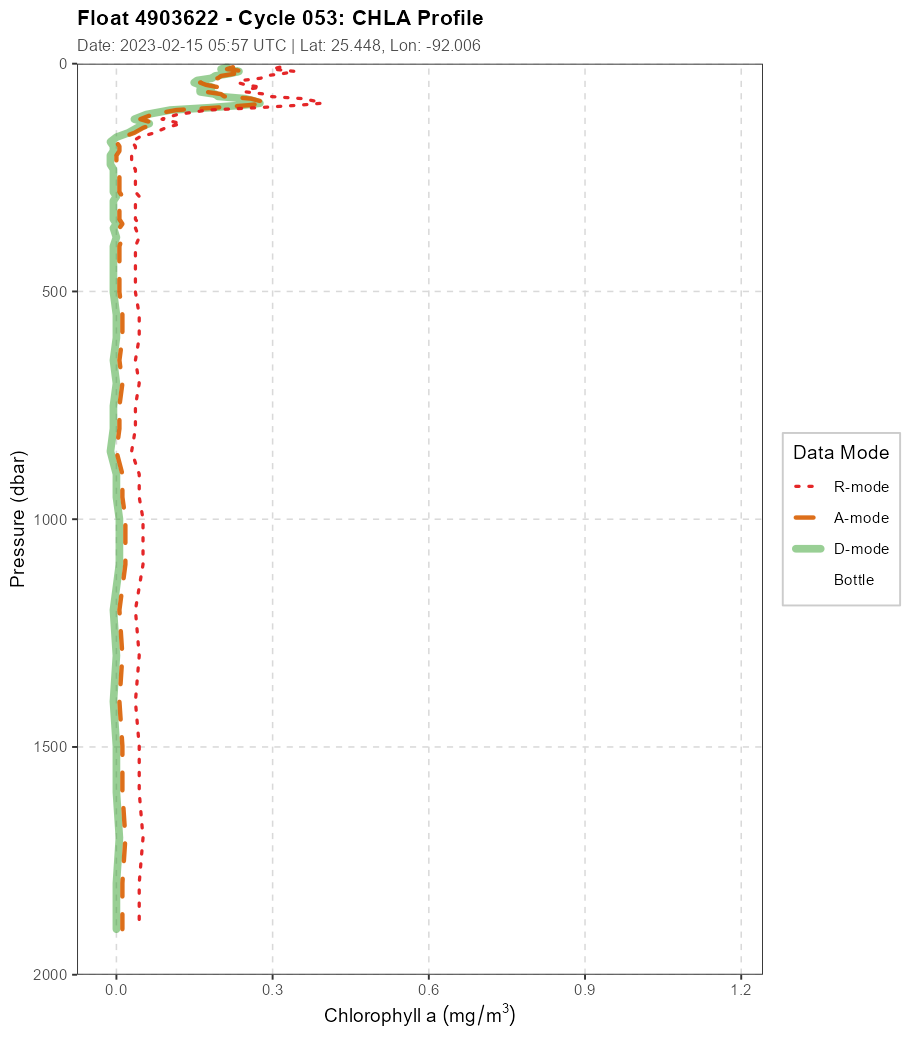 Float 4903622 - Cycle 053: CHLA Profile
Date: 2023-02-15 05:57 UTC | Lat: 25.448, Lon: -92.006
0
500
1000
1500
2000
Pressure (dbar)
0.0 0.3 0.6 0.9 1.2
Chlorophyll a (mg/m³)
Data Mode
R-mode
A-mode
D-mode
Bottle